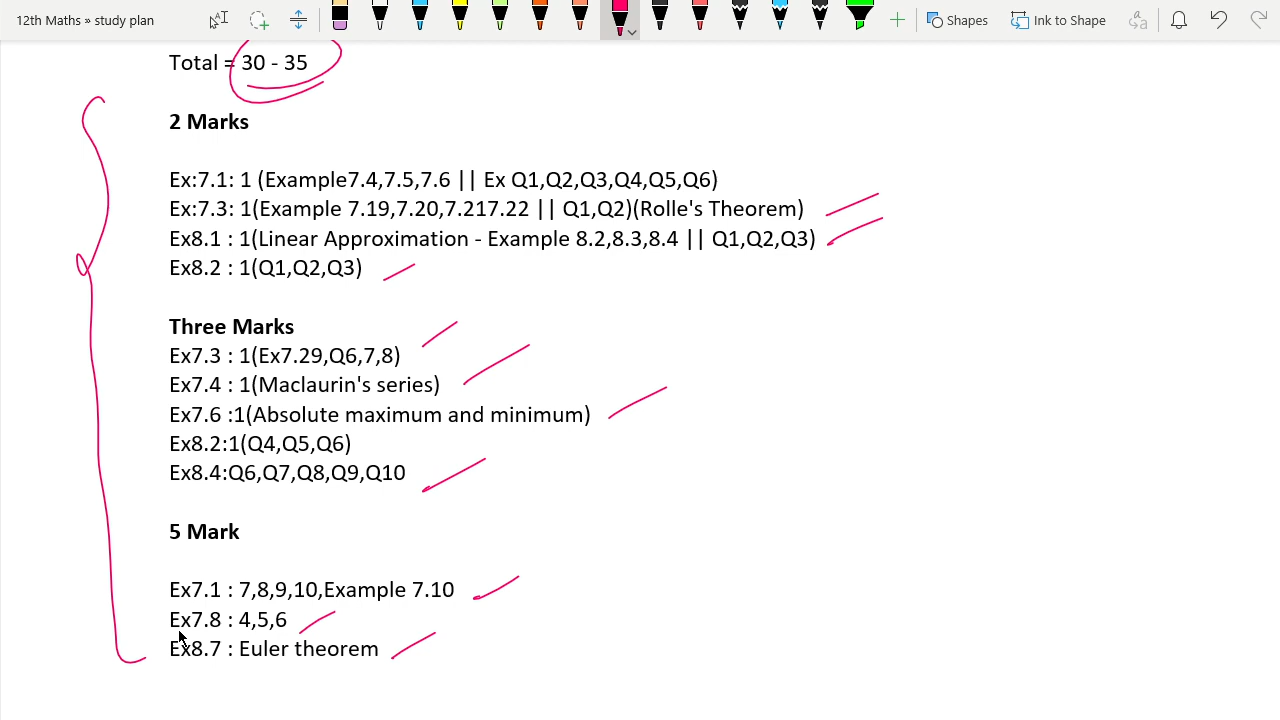 12th Maths » study plan
Shapes
Ink to Shape
Total = 30 - 35
2 Marks
Ex:7.1: 1 (Example7.4,7.5,7.6 || Ex Q1,Q2,Q3,Q4,Q5,Q6)
Ex:7.3: 1(Example 7.19,7.20,7.217.22 || Q1,Q2)(Rolle's Theorem)
Ex8.1 : 1(Linear Approximation - Example 8.2,8.3,8.4 || Q1,Q2,Q3)
Ex8.2 : 1(Q1,Q2,Q3)
Three Marks
Ex7.3 : 1(Ex7.29,Q6,7,8)
Ex7.4 : 1(Maclaurin's series)
Ex7.6 :1(Absolute maximum and minimum)
Ex8.2:1(Q4,Q5,Q6)
Ex8.4:Q6,Q7,Q8,Q9,Q10
5 Mark
Ex7.1 : 7,8,9,10,Example 7.10
Ex7.8 : 4,5,6
Ex8.7 : Euler theorem